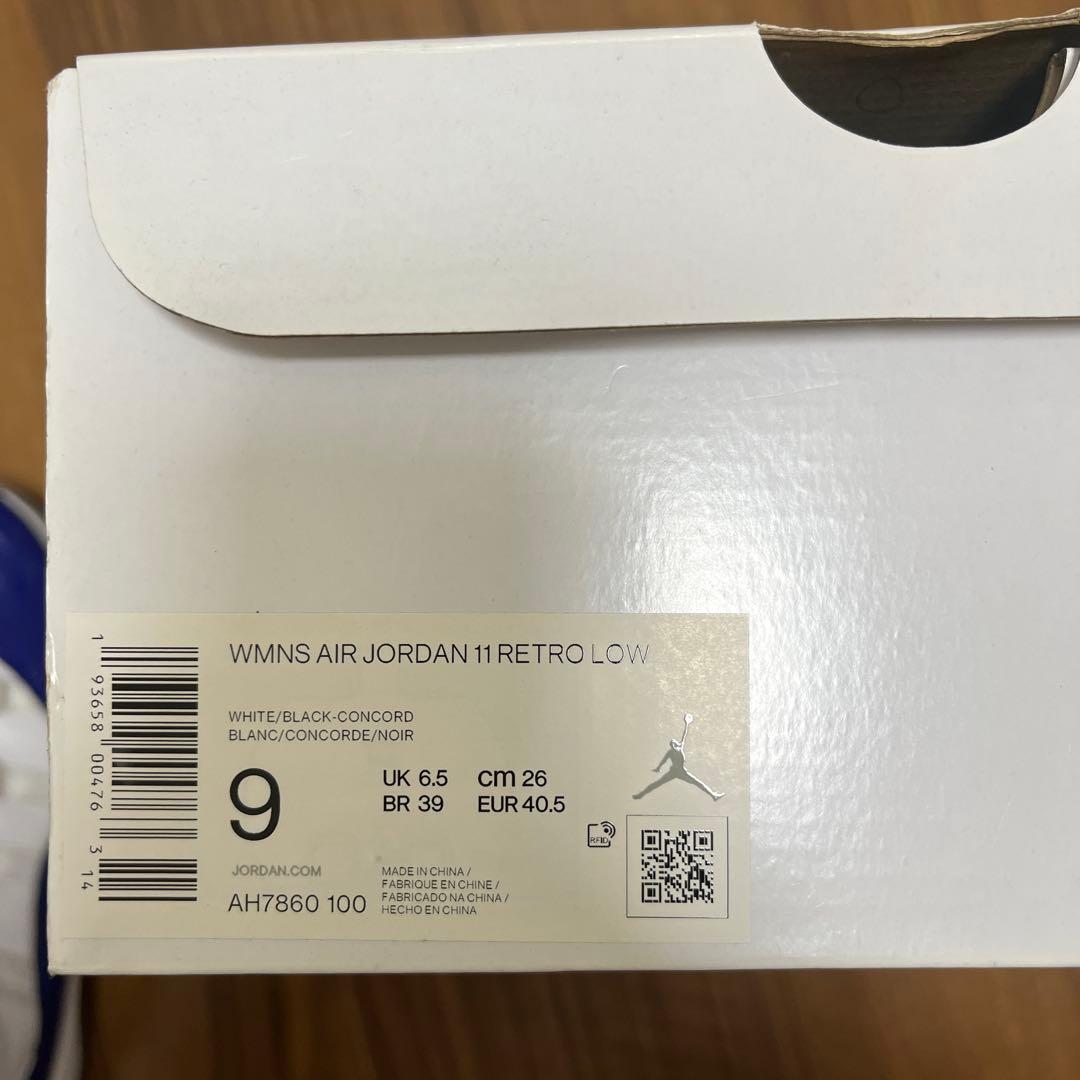 WMNS AIR JORDAN 11 RETRO LOW
WHITE/BLACK-CONCORD
BLANC/CONCORDE/NOIR
9
UK 6.5 cm 26
BR 39 EUR 40.5
RFID
JORDAN.COM
AH7860 100
MADE IN CHINA /
FABRIQUE EN CHINE /
FABRICADO NA CHINA /
HECHO EN CHINA
1 93658 00476 3 14